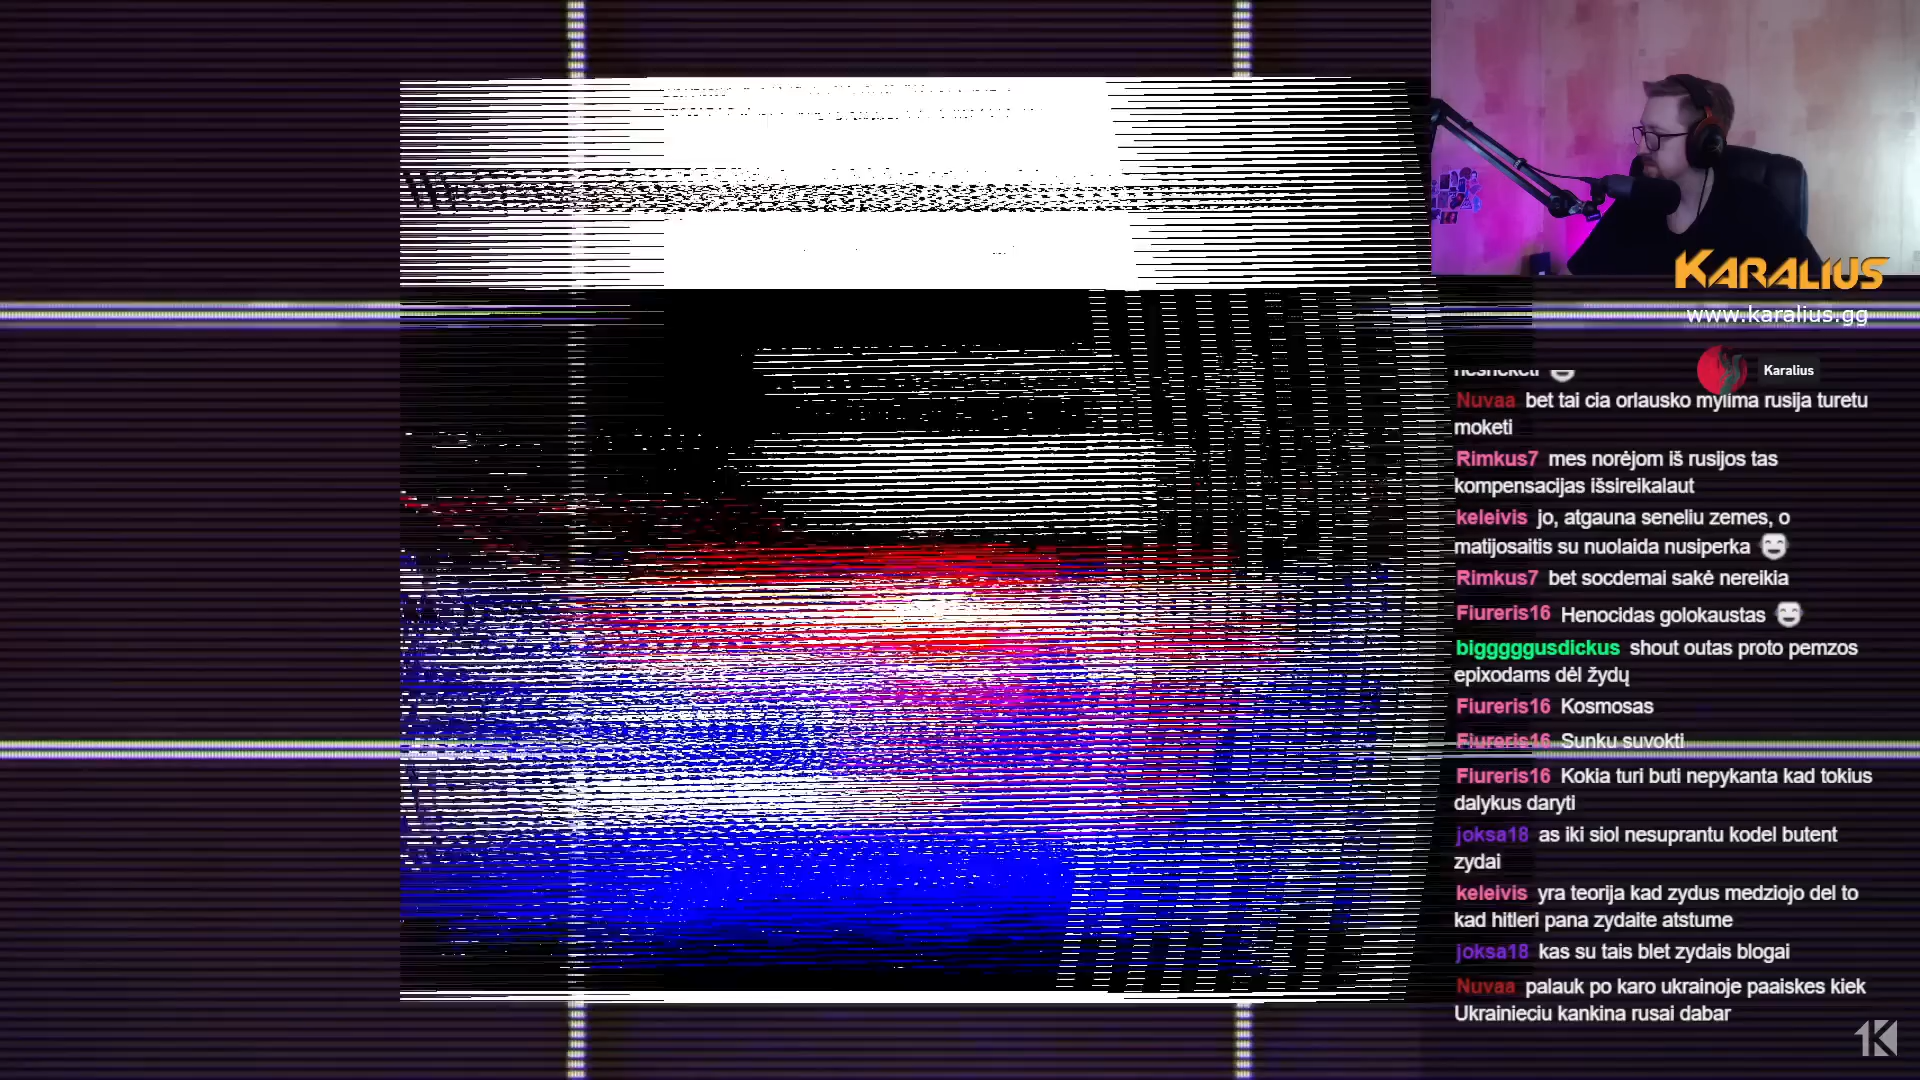 KARALIUS
www.karalius.gg
Karalius
Nuvaa bet tai cia orlausko mylima rusija turetu
moketi
Rimkus7 mes norėjom iš rusijos tas
kompensacijas išsireikalaut
keleivis jo, atgauna seneliu zemes, o
matijosaitis su nuolaida nusiperka
Rimkus7 bet socdemai sakė nereikia
Fiureris16 Henocidas golokaustas
bigggggusdickus shout outas proto pemzos
epixodams dėl žydų
Fiureris16 Kosmosas
Fiureris16 Sunku suvokti
Fiureris16 Kokia turi buti nepykanta kad tokius
dalykus daryti
joksa18 as iki siol nesuprantu kodel butent
zydai
keleivis yra teorija kad zydus medziojo del to
kad hitleri pana zydaite atstume
joksa18 kas su tais blet zydais blogai
Nuvaa palauk po karo ukrainoje paaiskes kiek
Ukrainieciu kankina rusai dabar
1K